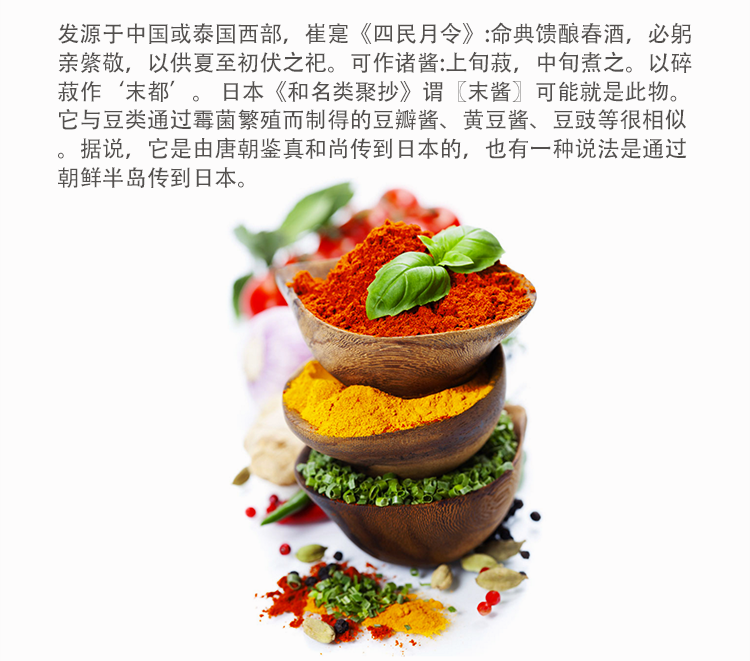 发源于中国或泰国西部，崔寔《四民月令》:命典馈酿春酒，必躬
亲䋈敬，以供夏至初伏之祀。可作诸酱:上旬菽，中旬煮之。以碎
菽作‘末都’。 日本《和名类聚抄》谓〖末酱〗可能就是此物。
它与豆类通过霉菌繁殖而制得的豆瓣酱、黄豆酱、豆豉等很相似
。据说，它是由唐朝鉴真和尚传到日本的，也有一种说法是通过
朝鲜半岛传到日本。